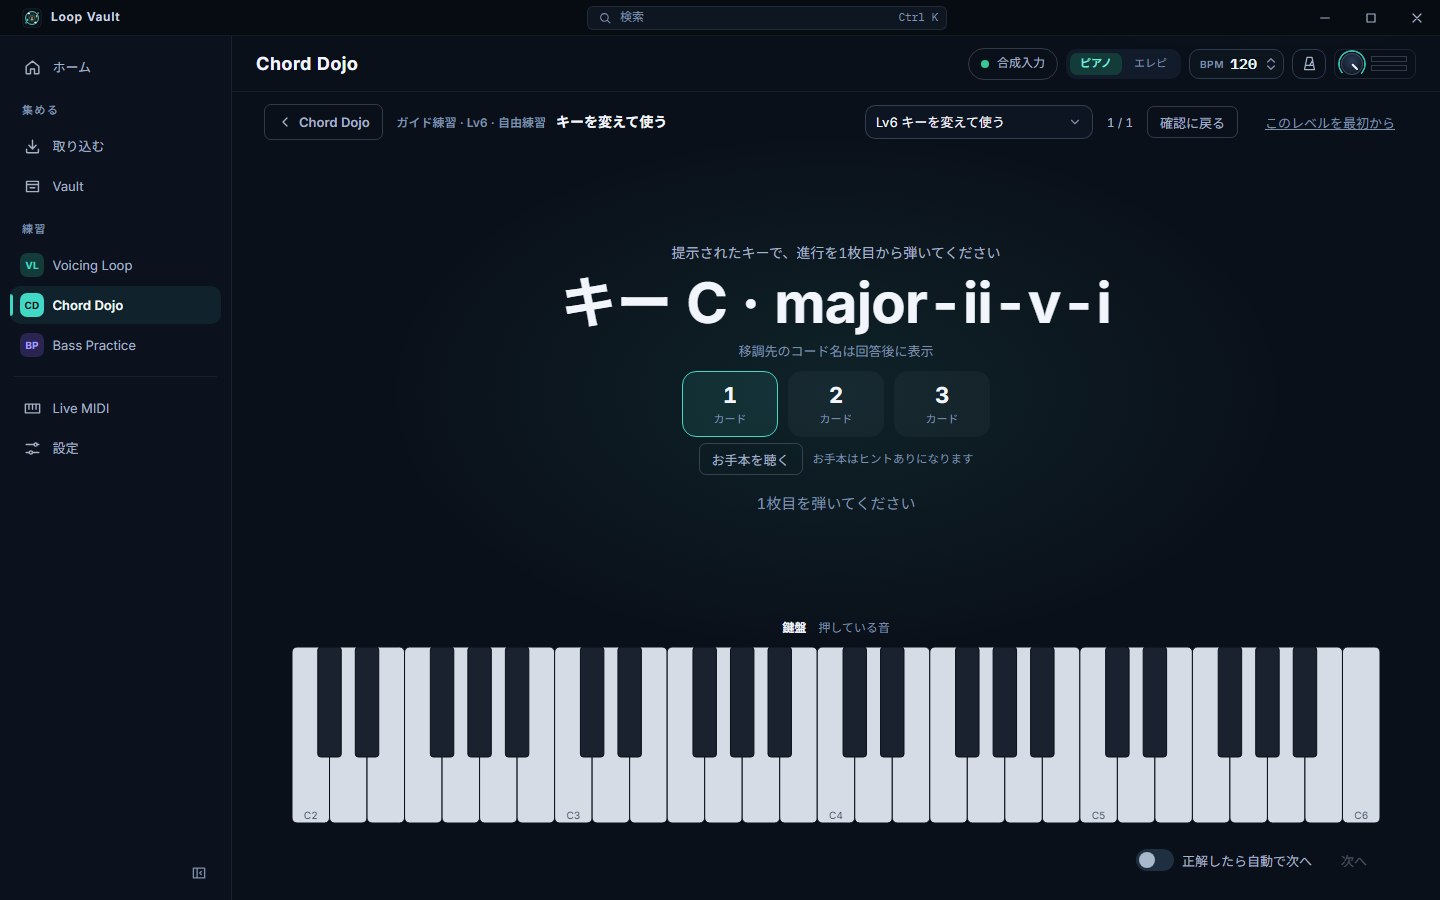 Loop Vault
検索
Ctrl K
ホーム
集める
取り込む
Vault
練習
VL Voicing Loop
CD Chord Dojo
BP Bass Practice
Live MIDI
設定
Chord Dojo
合成入力
ピアノ
エレピ
BPM 120
Chord Dojo
ガイド練習 · Lv6 · 自由練習 キーを変えて使う
Lv6 キーを変えて使う
1 / 1
確認に戻る
このレベルを最初から
提示されたキーで、進行を1枚目から弾いてください
キー C · major-ii-v-i
移調先のコード名は回答後に表示
1
カード
2
カード
3
カード
お手本を聴く
お手本はヒントありになります
1枚目を弾いてください
鍵盤 押している音
C2
C3
C4
C5
C6
正解したら自動で次へ
次へ